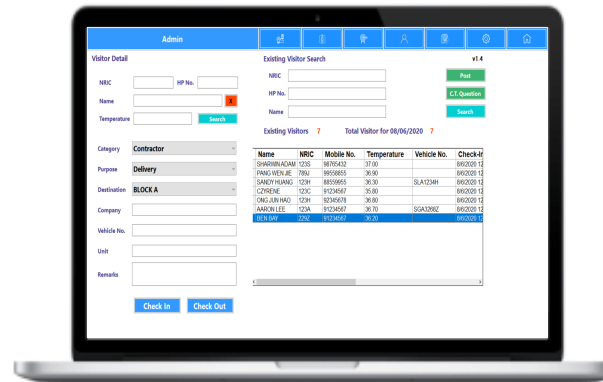 Admin
Visitor Detail
NRIC
HP No.
Name
X
Temperature
Search
Category
Contractor
Purpose
Delivery
Destination
BLOCK A
Company
Vehicle No.
Unit
Remarks
Check In
Check Out
Existing Visitor Search
v1.4
NRIC
Post
HP No.
C.T. Question
Name
Search
Existing Visitors 7 Total Visitor for 08/06/2020 7
Name NRIC Mobile No. Temperature Vehicle No. Check-In
SHARWIN ADAM 123S 98765432 37.00 8/6/2020 12
PANG WEN JIE 789J 99558855 36.90 8/6/2020 12
SANDY HUANG 123H 88559955 36.30 SLA1234H 8/6/2020 12
CZYRENE 123C 91234567 35.80 8/6/2020 12
ONG JUN HAO 123H 92345678 36.80 8/6/2020 12
AARON LEE 123A 91234567 36.70 SGA3268Z 8/6/2020 12
BEN BAY 229Z 91234567 36.20 8/6/2020 12